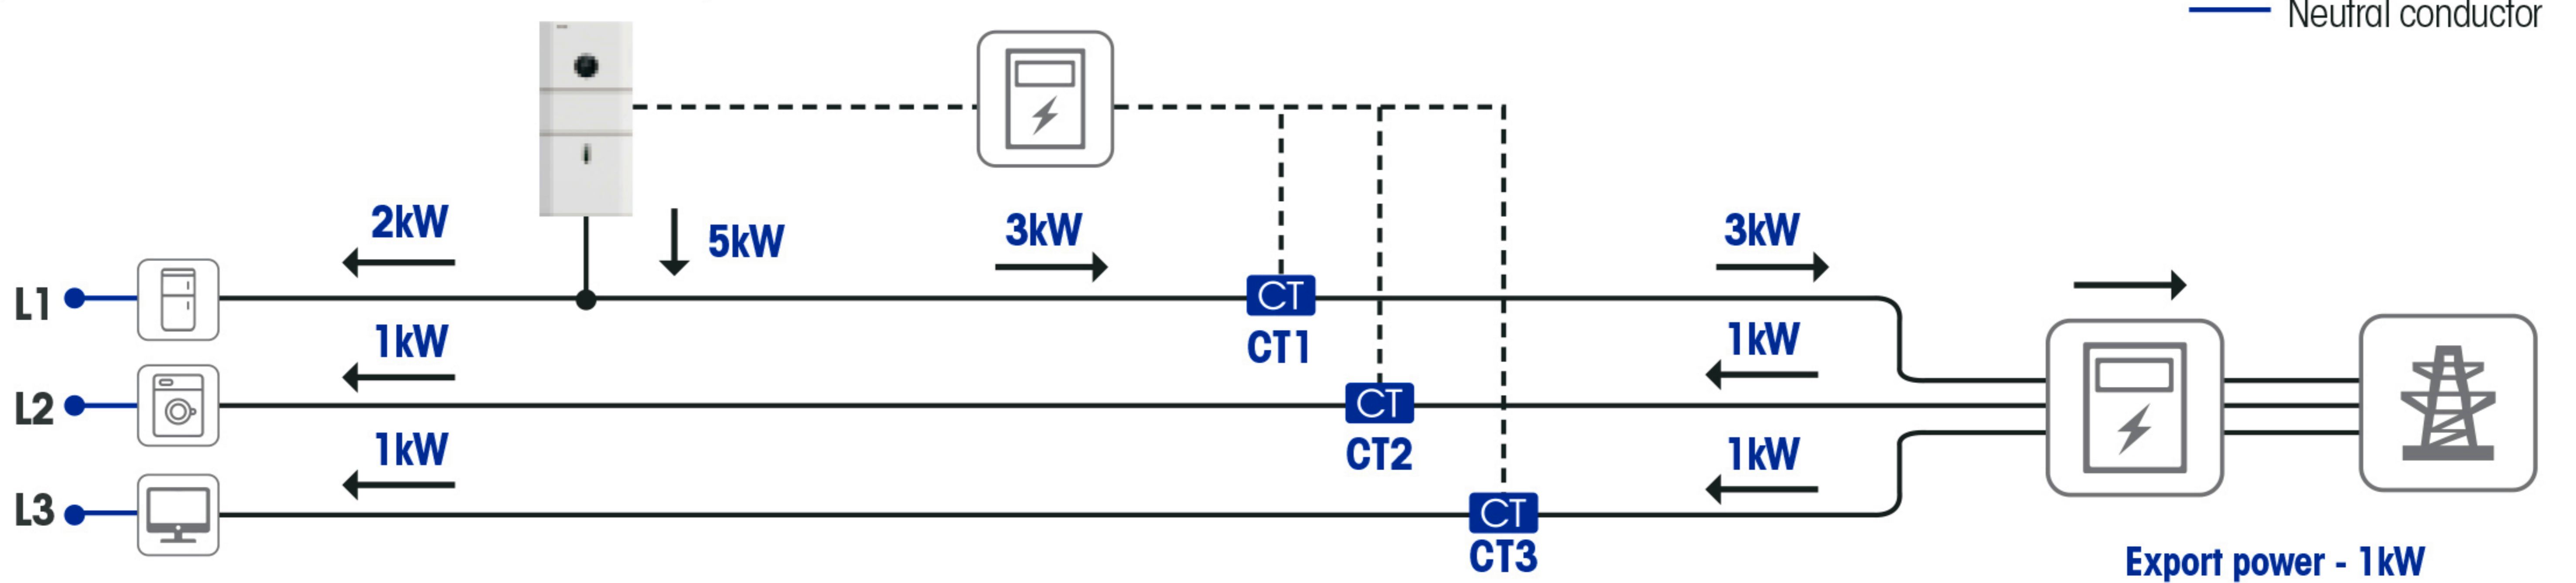 Neutral conductor
2kW
5kW
3kW
3kW
L1
CT
CT1
1kW
1kW
L2
CT
CT2
1kW
1kW
L3
CT
CT3
Export power - 1kW